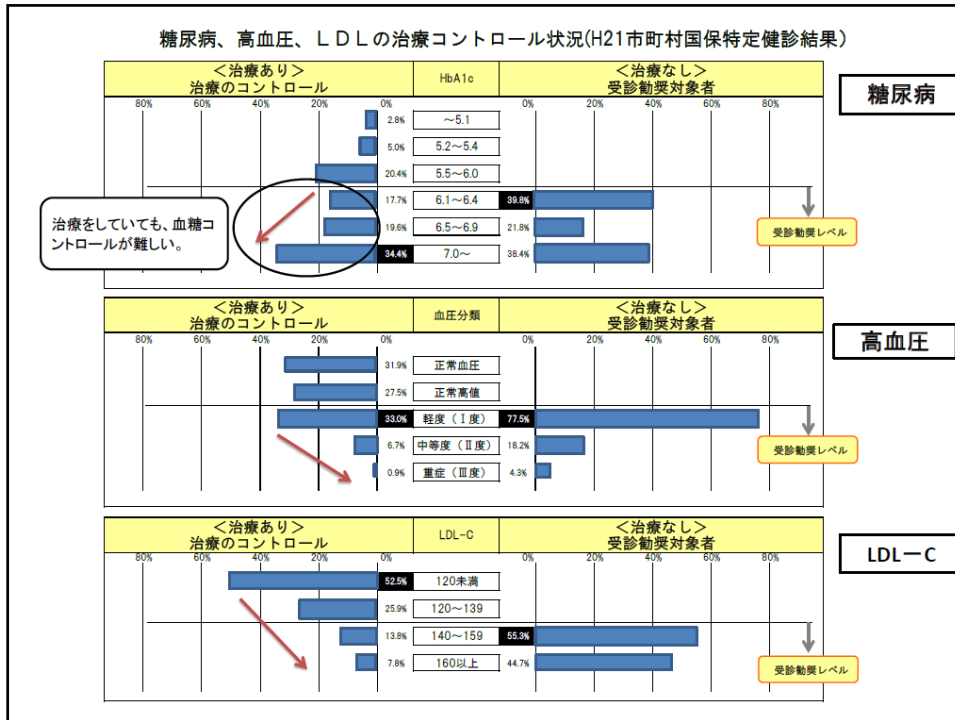 糖尿病、高血圧、ＬＤＬの治療コントロール状況(H21市町村国保特定健診結果)
＜治療あり＞
治療のコントロール
HbA1c
＜治療なし＞
受診勧奨対象者
糖尿病
80% 60% 40% 20% 0% 0% 20% 40% 60% 80%
2.8% ～5.1
5.0% 5.2～5.4
20.4% 5.5～6.0
17.7% 6.1～6.4 39.8%
19.6% 6.5～6.9 21.8%
34.4% 7.0～ 38.4%
治療をしていても、血糖コ
ントロールが難しい。
受診勧奨レベル
＜治療あり＞
治療のコントロール
血圧分類
＜治療なし＞
受診勧奨対象者
高血圧
80% 60% 40% 20% 0% 0% 20% 40% 60% 80%
31.9% 正常血圧
27.5% 正常高値
33.0% 軽度（Ⅰ度） 77.5%
6.7% 中等度（Ⅱ度） 18.2%
0.9% 重症（Ⅲ度） 4.3%
受診勧奨レベル
＜治療あり＞
治療のコントロール
LDL-C
＜治療なし＞
受診勧奨対象者
LDLーC
80% 60% 40% 20% 0% 0% 20% 40% 60% 80%
52.5% 120未満
25.9% 120～139
13.8% 140～159 55.3%
7.8% 160以上 44.7%
受診勧奨レベル